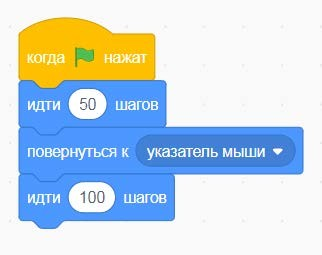 когда нажат
идти 50 шагов
повернуться к указатель мыши
идти 100 шагов